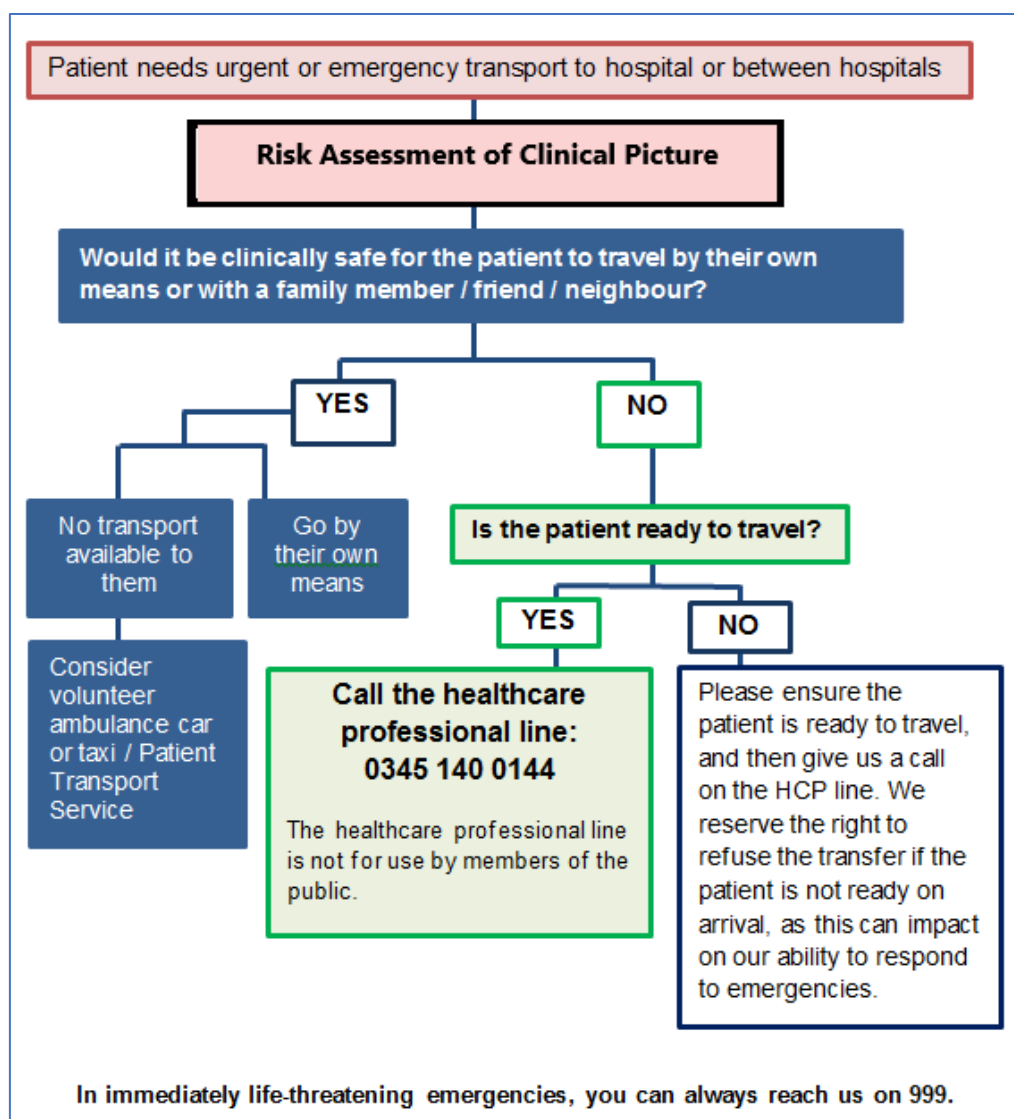 Patient needs urgent or emergency transport to hospital or between hospitals
Risk Assessment of Clinical Picture
Would it be clinically safe for the patient to travel by their own
means or with a family member / friend / neighbour?
YES
NO
No transport
available to
them
Go by
their own
means
Is the patient ready to travel?
YES
NO
Consider
volunteer
ambulance car
or taxi / Patient
Transport
Service
Call the healthcare
professional line:
0345 140 0144
The healthcare professional line
is not for use by members of the
public.
Please ensure the
patient is ready to travel,
and then give us a call
on the HCP line. We
reserve the right to
refuse the transfer if the
patient is not ready on
arrival, as this can impact
on our ability to respond
to emergencies.
In immediately life-threatening emergencies, you can always reach us on 999.